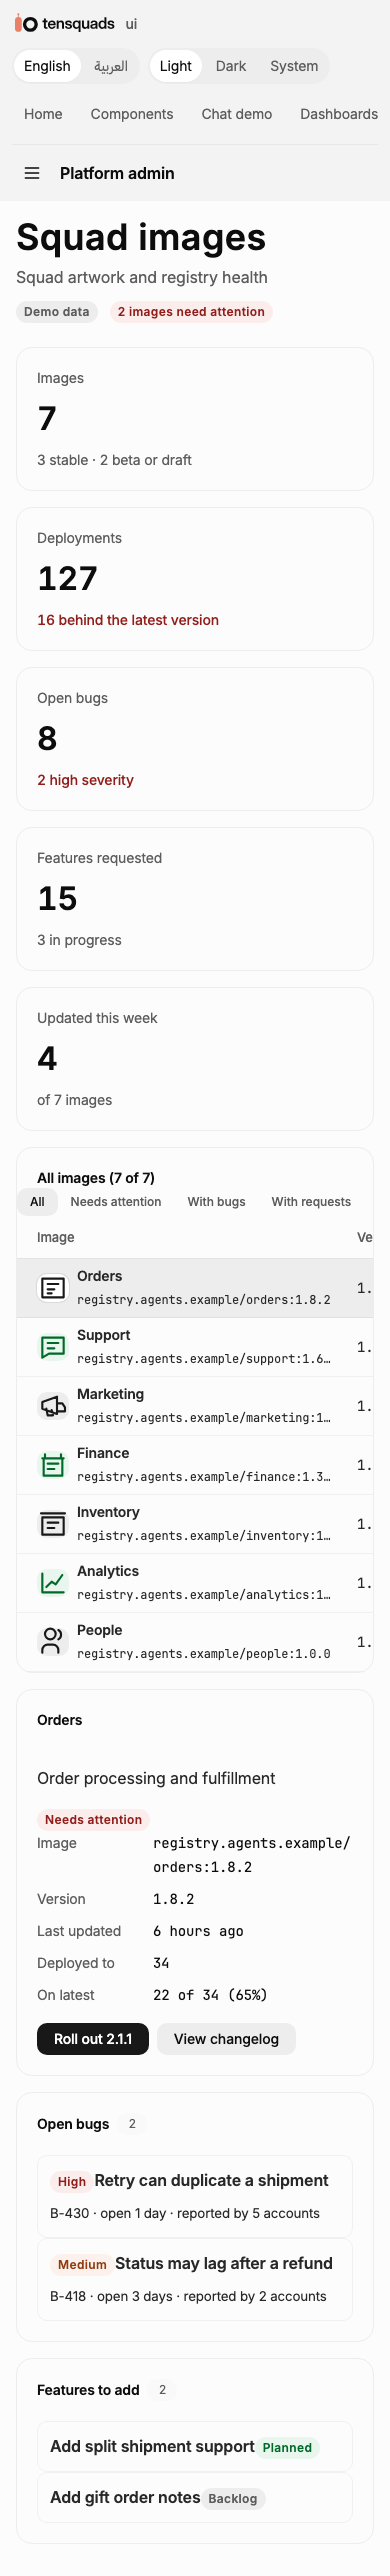 tensquads ui
English العربية Light Dark System
Home Components Chat demo Dashboards
Platform admin
Squad images
Squad artwork and registry health
Demo data 2 images need attention
Images
7
3 stable · 2 beta or draft
Deployments
127
16 behind the latest version
Open bugs
8
2 high severity
Features requested
15
3 in progress
Updated this week
4
of 7 images
All images (7 of 7)
All Needs attention With bugs With requests
Image Ve
Orders
registry.agents.example/orders:1.8.2 1.
Support
registry.agents.example/support:1.6… 1.
Marketing
registry.agents.example/marketing:1… 1.
Finance
registry.agents.example/finance:1.3… 1.
Inventory
registry.agents.example/inventory:1… 1.
Analytics
registry.agents.example/analytics:1… 1.
People
registry.agents.example/people:1.0.0 1.
Orders
Order processing and fulfillment
Needs attention
Image registry.agents.example/
orders:1.8.2
Version 1.8.2
Last updated 6 hours ago
Deployed to 34
On latest 22 of 34 (65%)
Roll out 2.1.1 View changelog
Open bugs 2
High Retry can duplicate a shipment
B-430 · open 1 day · reported by 5 accounts
Medium Status may lag after a refund
B-418 · open 3 days · reported by 2 accounts
Features to add 2
Add split shipment support Planned
Add gift order notes Backlog